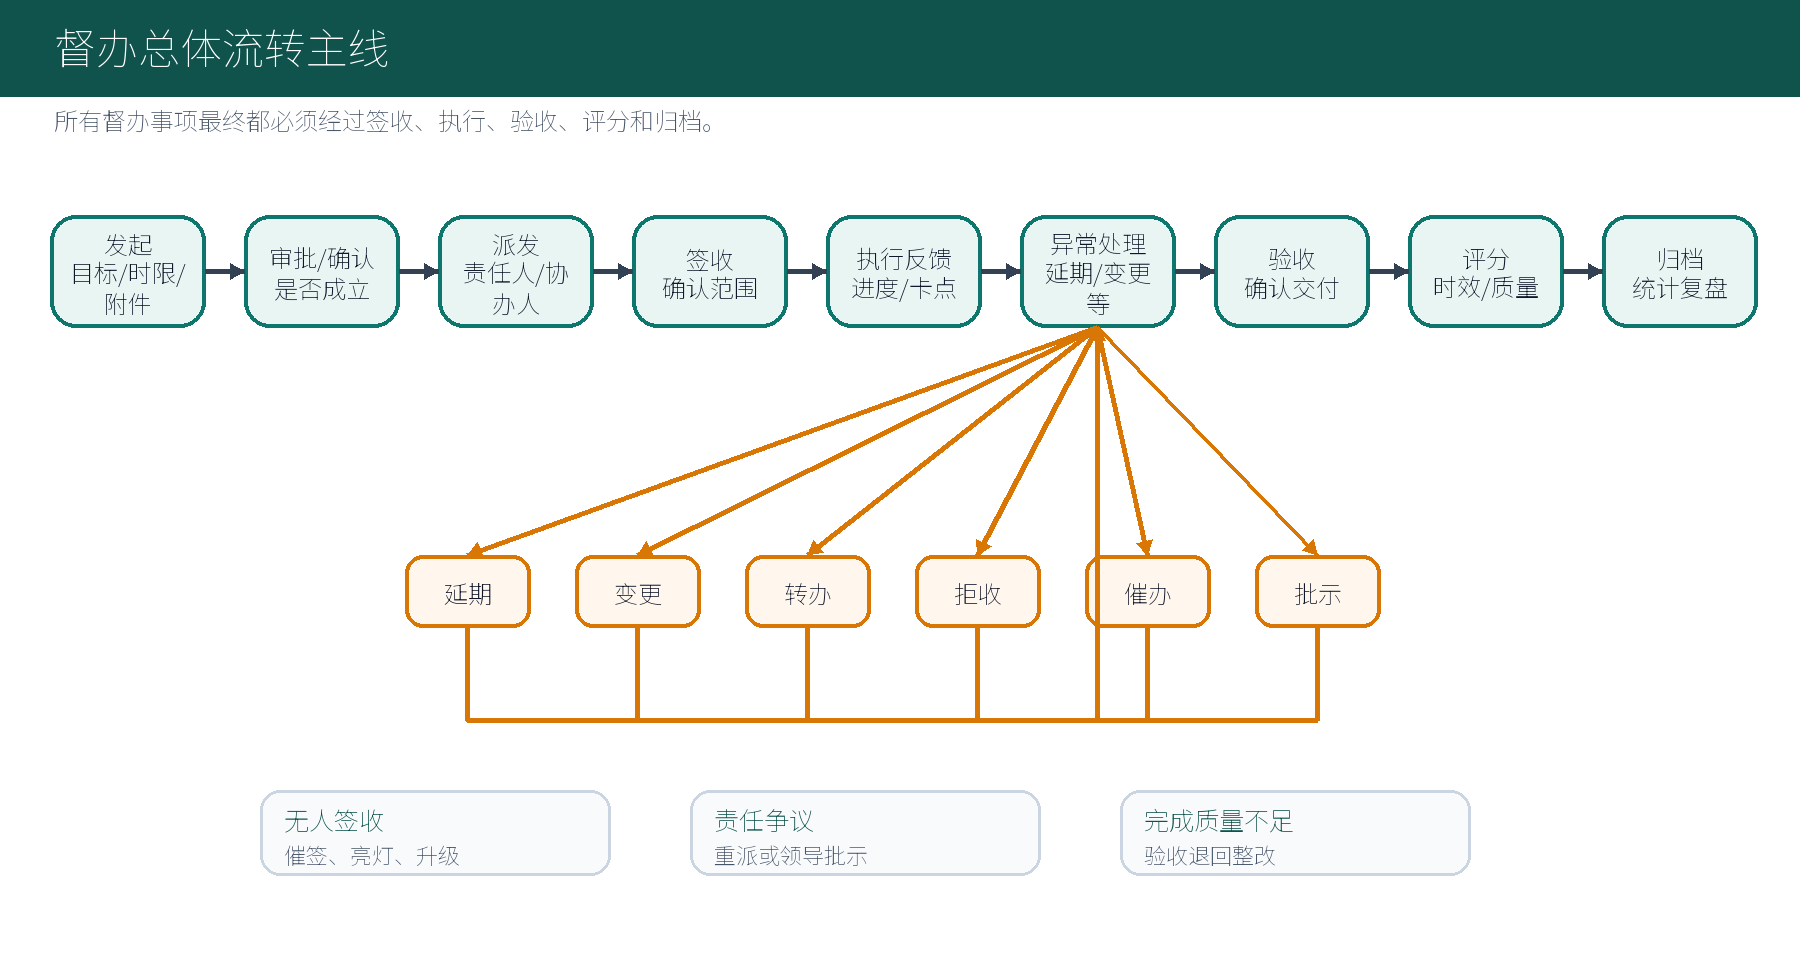 督办总体流转主线
所有督办事项最终都必须经过签收、执行、验收、评分和归档。
发起
目标/时限/
附件
审批/确认
是否成立
派发
责任人/协
办人
签收
确认范围
执行反馈
进度/卡点
异常处理
延期/变更
等
验收
确认交付
评分
时效/质量
归档
统计复盘
延期
变更
转办
拒收
催办
批示
无人签收
催签、亮灯、升级
责任争议
重派或领导批示
完成质量不足
验收退回整改